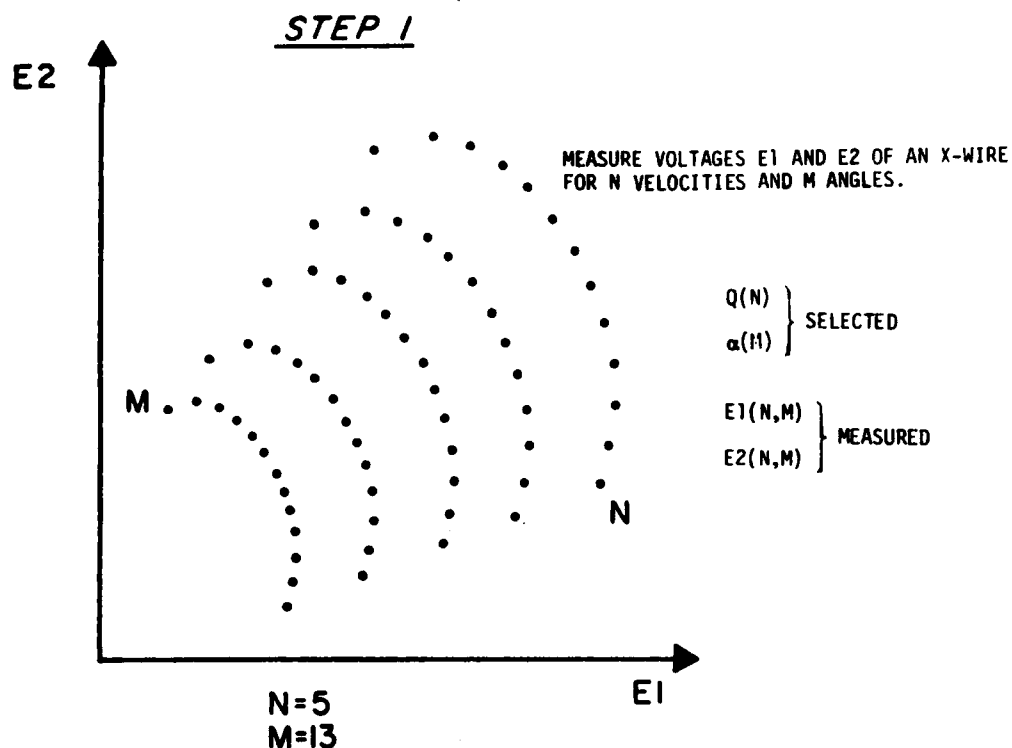 STEP 1
E2
MEASURE VOLTAGES E1 AND E2 OF AN X-WIRE
FOR N VELOCITIES AND M ANGLES.
Q(N)
α(M)
SELECTED
M
E1(N,M)
E2(N,M)
MEASURED
N
E1
N=5
M=13